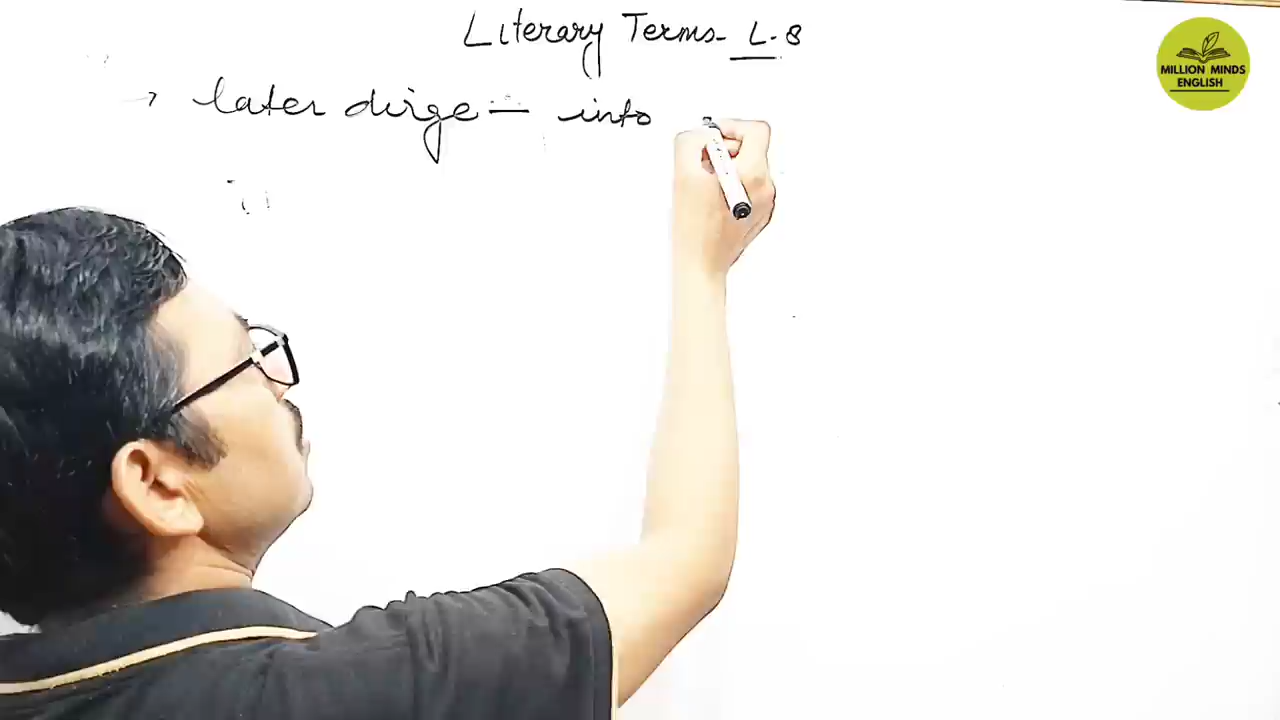 Literary Terms- L-8
→ later dirge — into
MILLION MINDS
ENGLISH